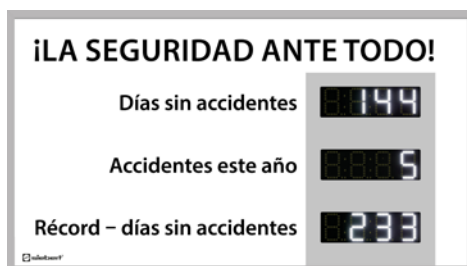 ¡LA SEGURIDAD ANTE TODO!
Días sin accidentes 144
Accidentes este año 5
Récord – días sin accidentes 233